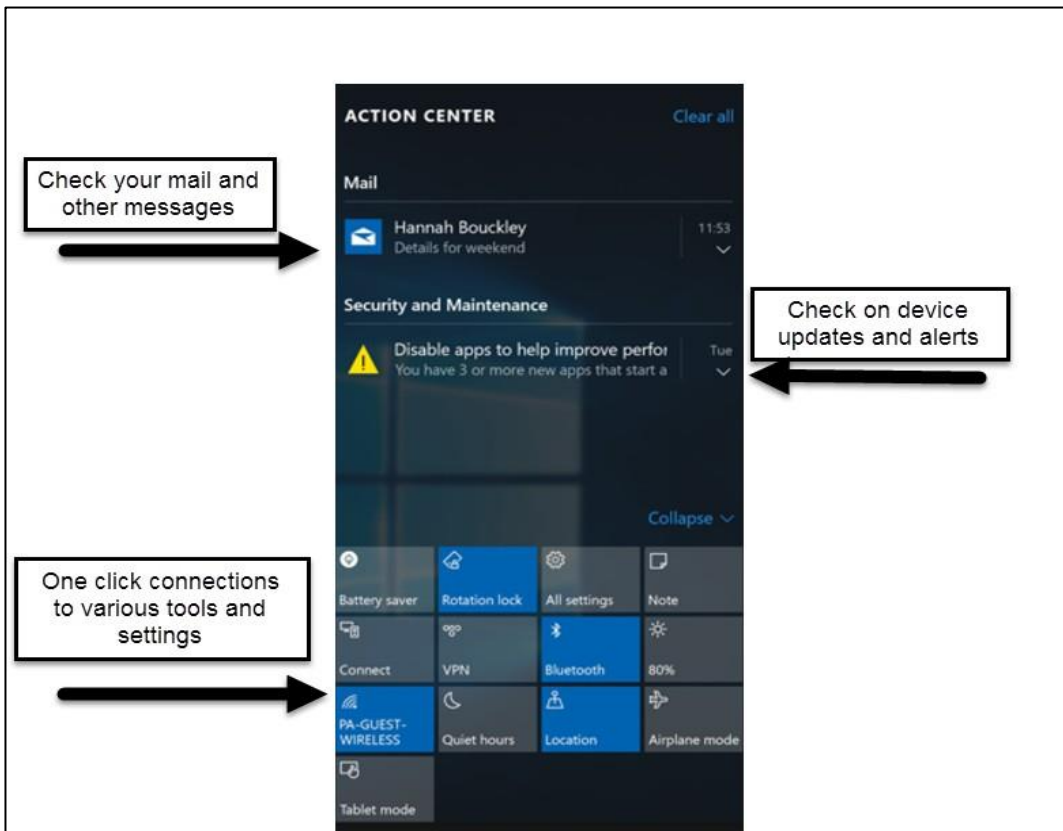 ACTION CENTER Clear all
Check your mail and
other messages
Mail
Hannah Bouckley 11:53
Details for weekend
Security and Maintenance
Check on device
updates and alerts
Disable apps to help improve perfor Tue
You have 3 or more new apps that start a
Collapse
One click connections
to various tools and
settings
Battery saver Rotation lock All settings Note
Connect VPN Bluetooth 80%
PA-GUEST-
WIRELESS Quiet hours Location Airplane mode
Tablet mode